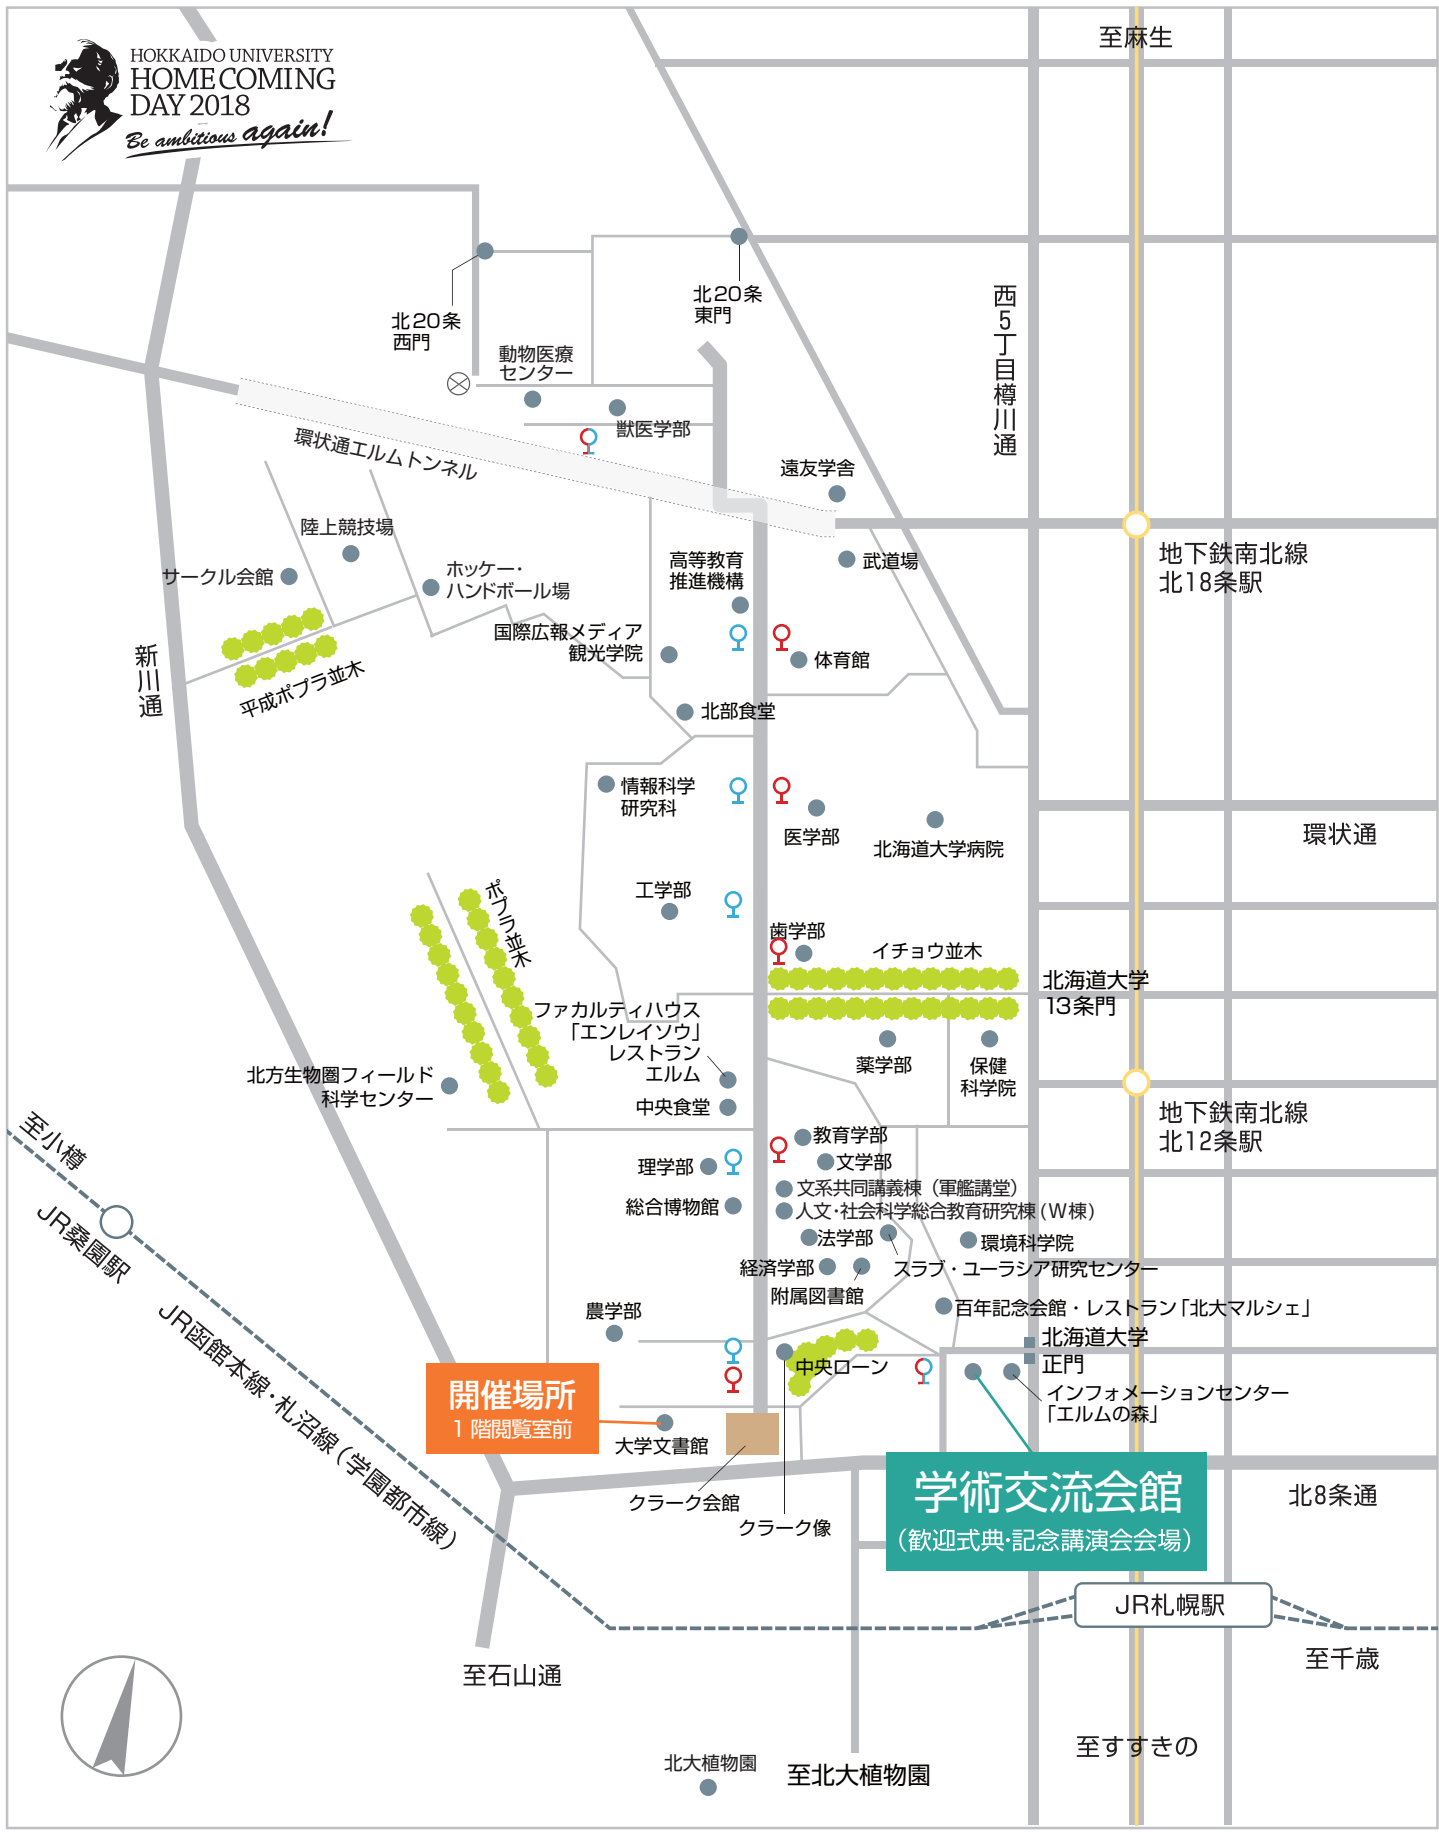 至麻生
HOKKAIDO UNIVERSITY
HOME COMING
DAY 2018
Be ambitious again!
北20条
東門
北20条
西門
西5丁目樽川通
動物医療
センター
獣医学部
環状通エルムトンネル
遠友学舎
陸上競技場
サークル会館
ホッケー・
ハンドボール場
高等教育
推進機構
武道場
地下鉄南北線
北18条駅
国際広報メディア
観光学院
体育館
新川通
平成ポプラ並木
北部食堂
情報科学
研究科
医学部
北海道大学病院
環状通
工学部
ポプラ並木
歯学部
イチョウ並木
北海道大学
13条門
ファカルティハウス
「エンレイソウ」
レストラン
エルム
薬学部
保健
科学院
北方生物圏フィールド
科学センター
中央食堂
地下鉄南北線
北12条駅
至小樽
教育学部
理学部
文学部
文系共同講義棟（軍艦講堂）
総合博物館
人文・社会科学総合教育研究棟(W棟)
JR桑園駅
法学部
環境科学院
経済学部
スラブ・ユーラシア研究センター
附属図書館
農学部
百年記念会館・レストラン「北大マルシェ」
北海道大学
正門
中央ローン
JR函館本線・札沼線（学園都市線）
開催場所
1階閲覧室前
インフォメーションセンター
「エルムの森」
大学文書館
クラーク会館
クラーク像
学術交流会館
（歓迎式典・記念講演会会場）
北8条通
JR札幌駅
至千歳
至石山通
至すすきの
北大植物園
至北大植物園